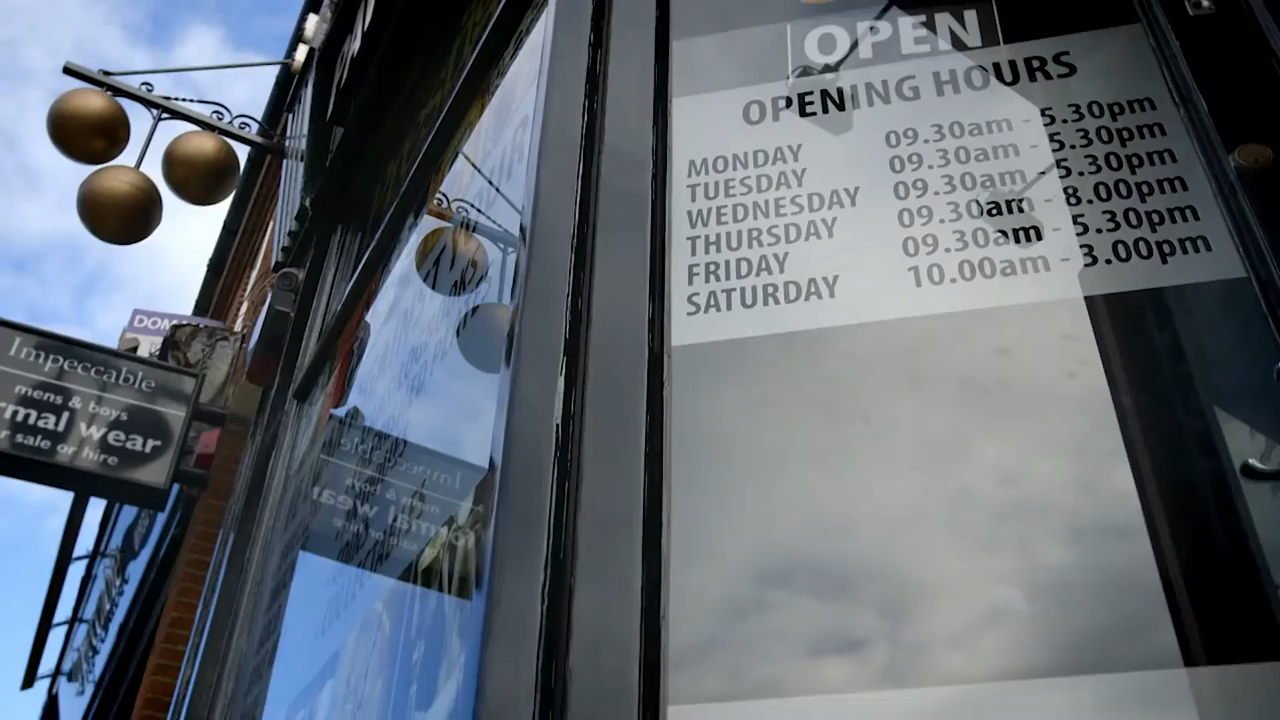 OPEN
OPENING HOURS
MONDAY 09.30am - 5.30pm
TUESDAY 09.30am - 5.30pm
WEDNESDAY 09.30am - 5.30pm
THURSDAY 09.30am - 8.00pm
FRIDAY 09.30am - 5.30pm
SATURDAY 10.00am - 3.00pm
DOM
Impeccable
mens & boys
rmal wear
r sale or hire